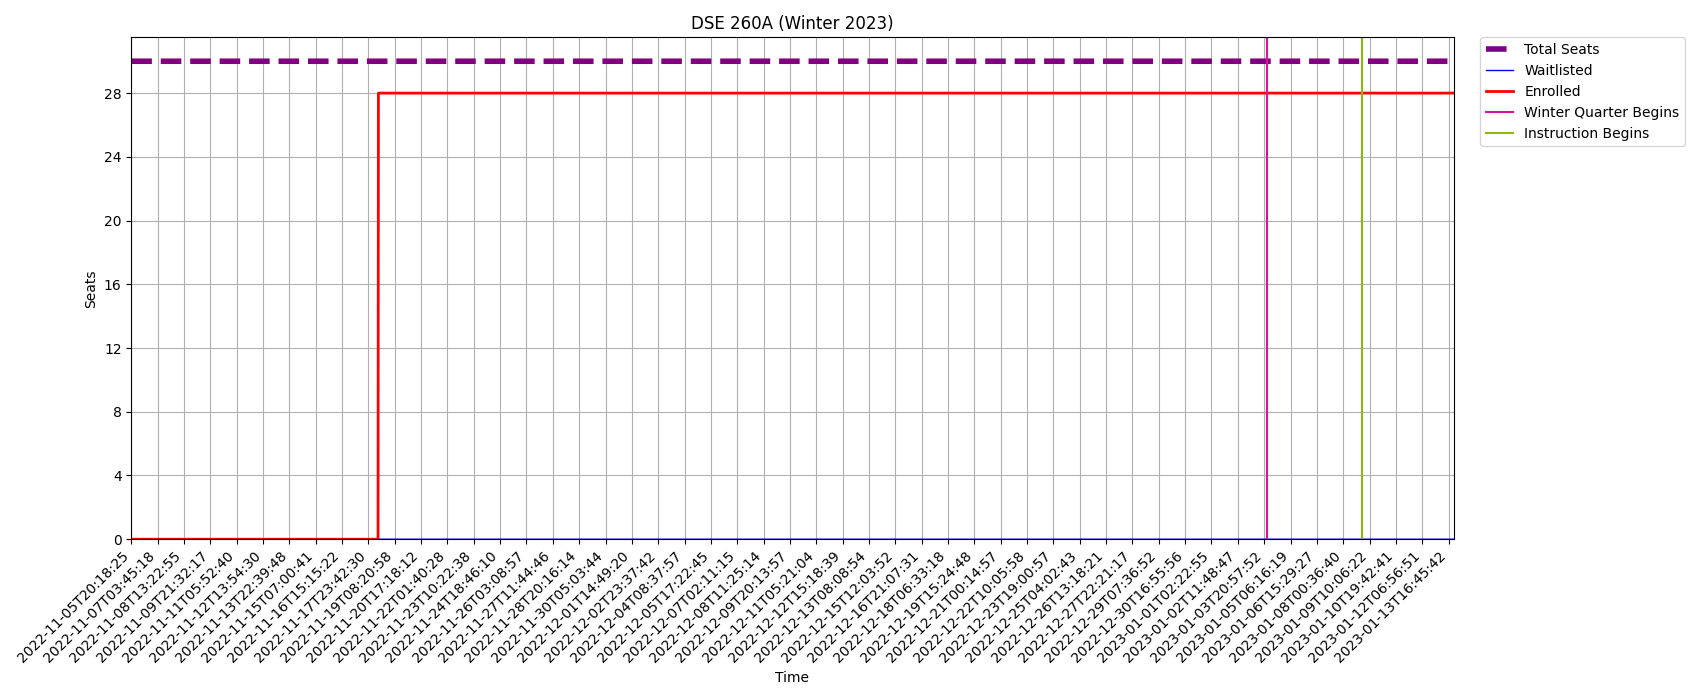 DSE 260A (Winter 2023)
Total Seats
Waitlisted
Enrolled
Winter Quarter Begins
Instruction Begins
Seats
28
24
20
16
12
8
4
0
2022-11-05T20:18:25
2022-11-07T03:45:18
2022-11-08T13:22:55
2022-11-09T21:32:17
2022-11-11T05:52:40
2022-11-12T13:54:30
2022-11-13T22:39:48
2022-11-15T07:00:41
2022-11-16T15:15:22
2022-11-17T23:42:30
2022-11-19T08:20:58
2022-11-20T17:18:12
2022-11-22T01:40:28
2022-11-23T10:22:38
2022-11-24T18:46:10
2022-11-26T03:08:57
2022-11-27T11:44:46
2022-11-28T20:16:14
2022-11-30T05:03:44
2022-12-01T14:49:20
2022-12-02T23:37:42
2022-12-04T08:37:57
2022-12-05T17:22:45
2022-12-07T02:11:15
2022-12-08T11:25:14
2022-12-09T20:13:57
2022-12-11T05:21:04
2022-12-12T15:18:39
2022-12-13T08:08:54
2022-12-15T12:03:52
2022-12-16T21:07:31
2022-12-18T06:33:18
2022-12-19T15:24:48
2022-12-21T00:14:57
2022-12-22T10:05:58
2022-12-23T19:00:57
2022-12-25T04:02:43
2022-12-26T13:18:21
2022-12-27T22:21:17
2022-12-29T07:36:52
2022-12-30T16:55:56
2023-01-01T02:22:55
2023-01-02T11:48:47
2023-01-03T20:57:52
2023-01-05T06:16:19
2023-01-06T15:29:27
2023-01-08T00:36:40
2023-01-09T10:06:22
2023-01-10T19:42:41
2023-01-12T06:56:51
2023-01-13T16:45:42
Time